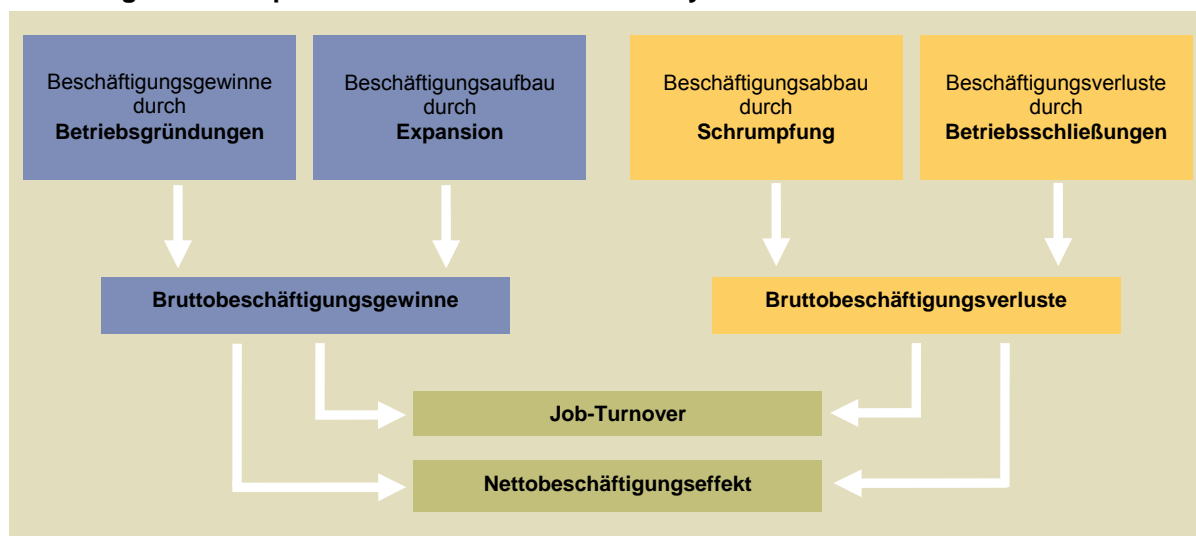 Beschäftigungsgewinne
durch
Betriebsgründungen
Beschäftigungsaufbau
durch
Expansion
Beschäftigungsabbau
durch
Schrumpfung
Beschäftigungsverluste
durch
Betriebsschließungen
Bruttobeschäftigungsgewinne
Bruttobeschäftigungsverluste
Job-Turnover
Nettobeschäftigungseffekt